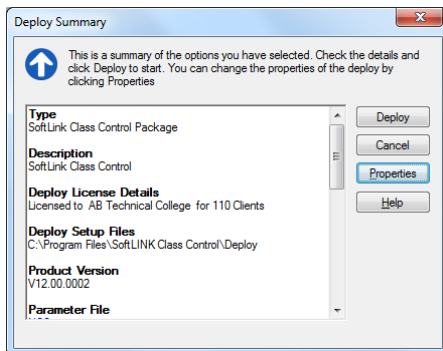 Deploy Summary
This is a summary of the options you have selected. Check the details and
click Deploy to start. You can change the properties of the deploy by
clicking Properties
Type
SoftLink Class Control Package
Description
SoftLink Class Control
Deploy License Details
Licensed to AB Technical College for 110 Clients
Deploy Setup Files
C:\Program Files\SoftLINK Class Control\Deploy
Product Version
V12.00.0002
Parameter File
Deploy
Cancel
Properties
Help